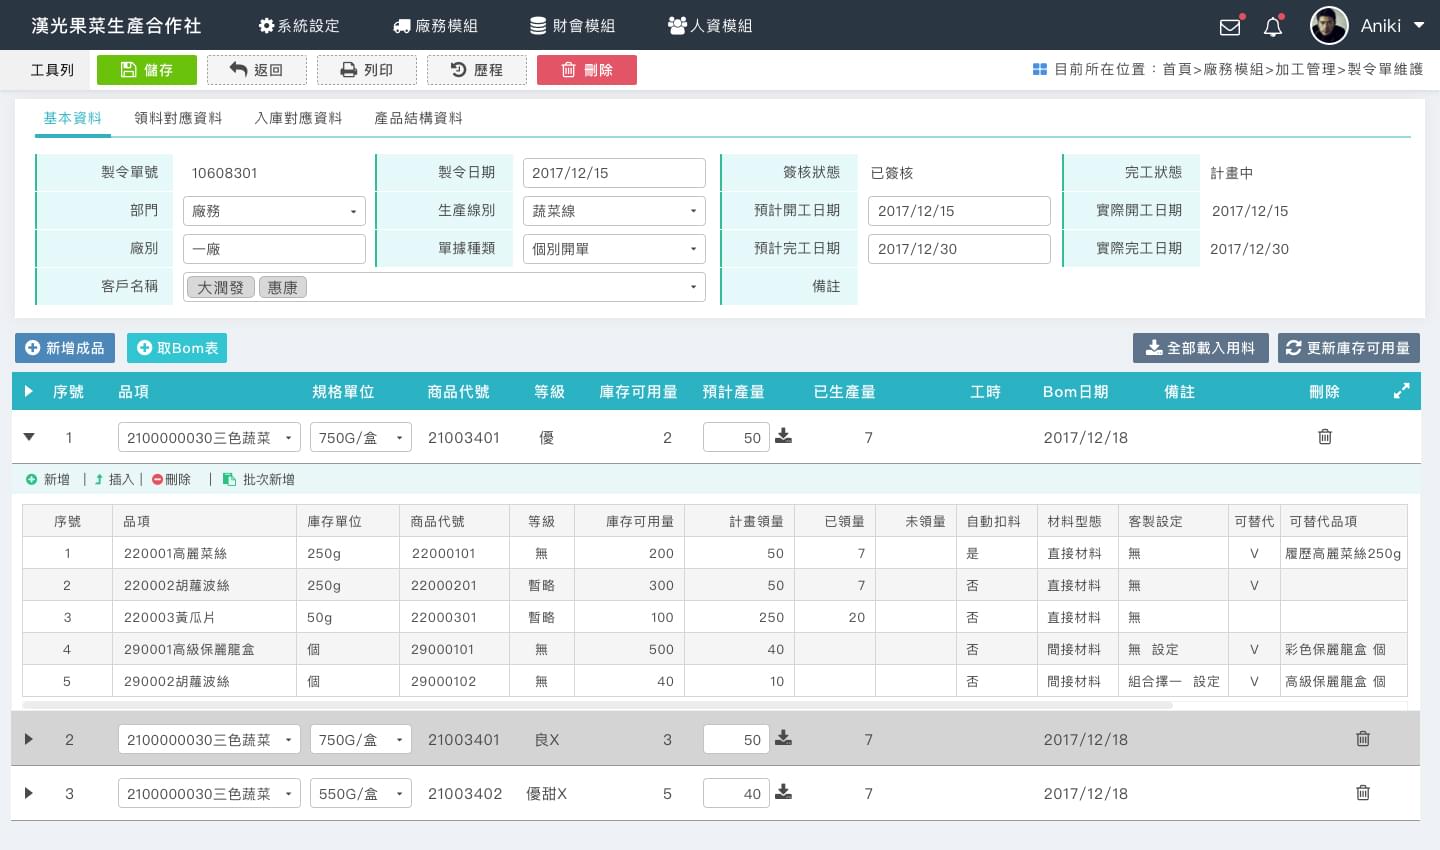 漢光果菜生產合作社 系統設定 廠務模組 財會模組 人資模組 Aniki
工具列 儲存 返回 列印 歷程 刪除 目前所在位置：首頁>廠務模組>加工管理>製令單維護
基本資料 領料對應資料 入庫對應資料 產品結構資料
製令單號 10608301 製令日期 2017/12/15 簽核狀態 已簽核 完工狀態 計畫中
部門 廠務 生產線別 蔬菜線 預計開工日期 2017/12/15 實際開工日期 2017/12/15
廠別 一廠 單據種類 個別開單 預計完工日期 2017/12/30 實際完工日期 2017/12/30
客戶名稱 大潤發 惠康 備註
新增成品 取Bom表 全部載入用料 更新庫存可用量
序號 品項 規格單位 商品代號 等級 庫存可用量 預計產量 已生產量 工時 Bom日期 備註 刪除
1 2100000030三色蔬菜 750G/盒 21003401 優 2 50 7 2017/12/18
新增 | 插入 | 刪除 | 批次新增
序號 品項 庫存單位 商品代號 等級 庫存可用量 計畫領量 已領量 未領量 自動扣料 材料型態 客製設定 可替代 可替代品項
1 220001高麗菜絲 250g 22000101 無 200 50 7 是 直接材料 無 V 履歷高麗菜絲250g
2 220002胡蘿波絲 250g 22000201 暫略 300 50 7 否 直接材料 無 V
3 220003黃瓜片 50g 22000301 暫略 100 250 20 否 直接材料 無
4 290001高級保麗龍盒 個 29000101 無 500 40 否 間接材料 無 設定 V 彩色保麗龍盒 個
5 290002胡蘿波絲 個 29000102 無 40 10 否 間接材料 組合擇一 設定 V 高級保麗龍盒 個
2 2100000030三色蔬菜 750G/盒 21003401 良X 3 50 7 2017/12/18
3 2100000030三色蔬菜 550G/盒 21003402 優甜X 5 40 7 2017/12/18